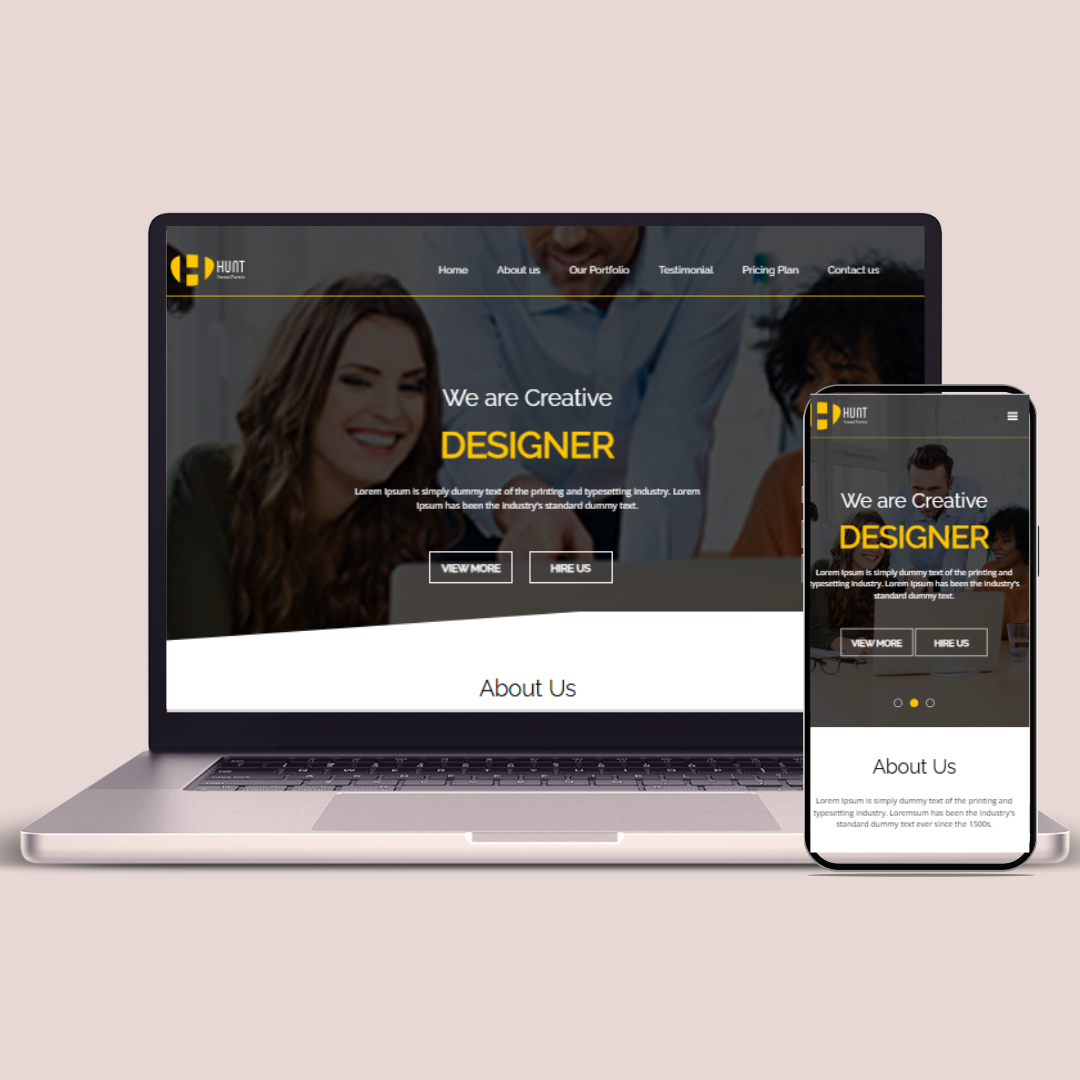 HUNT
Home About us Our Portfolio Testimonial Pricing Plan Contact us
We are Creative
DESIGNER
Lorem Ipsum is simply dummy text of the printing and typesetting industry. Lorem
Ipsum has been the industry's standard dummy text.
VIEW MORE HIRE US
About Us
HUNT
We are Creative
DESIGNER
Lorem Ipsum is simply dummy text of the printing and
typesetting industry. Lorem Ipsum has been the industry's
standard dummy text.
VIEW MORE HIRE US
About Us
Lorem Ipsum is simply dummy text of the printing and
typesetting industry. Loremsum has been the industry's
standard dummy text ever since the 1500s.